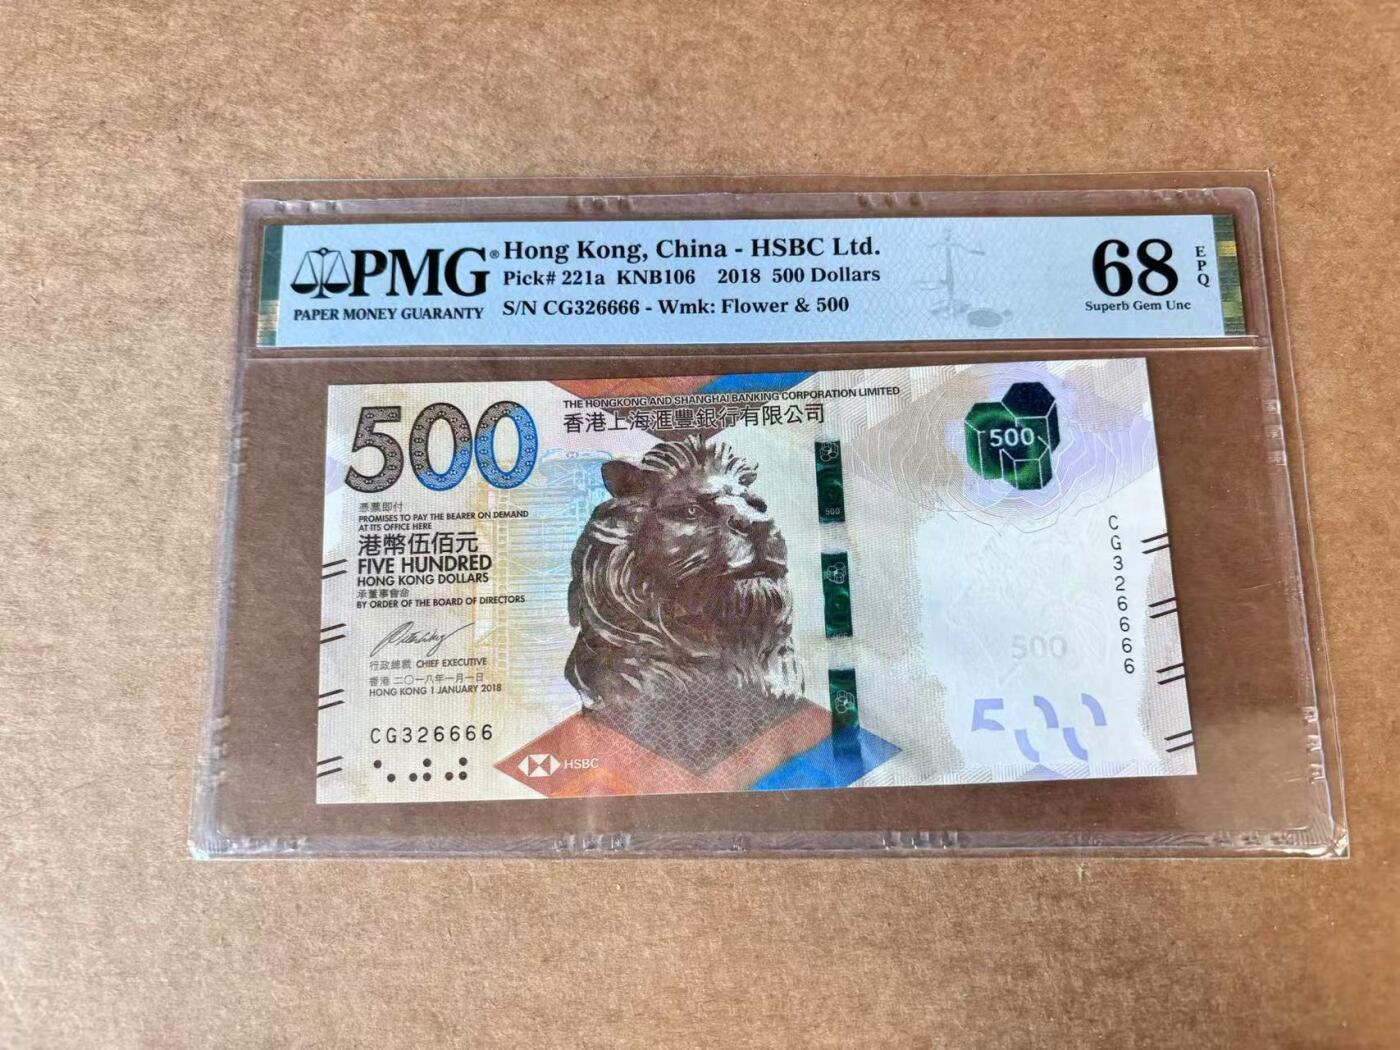 PMG®
PAPER MONEY GUARANTY
Hong Kong, China - HSBC Ltd.
Pick# 221a KNB106 2018 500 Dollars
S/N CG326666 - Wmk: Flower & 500
68
EPQ
Superb Gem Unc
500
THE HONGKONG AND SHANGHAI BANKING CORPORATION LIMITED
香港上海滙豐銀行有限公司
500
憑票即付
PROMISES TO PAY THE BEARER ON DEMAND
AT ITS OFFICE HERE
港幣伍佰元
FIVE HUNDRED
HONG KONG DOLLARS
承董事會命
BY ORDER OF THE BOARD OF DIRECTORS
行政總裁 CHIEF EXECUTIVE
香港 二〇一八年一月一日
HONG KONG 1 JANUARY 2018
CG326666
HSBC
500
CG326666
500
500